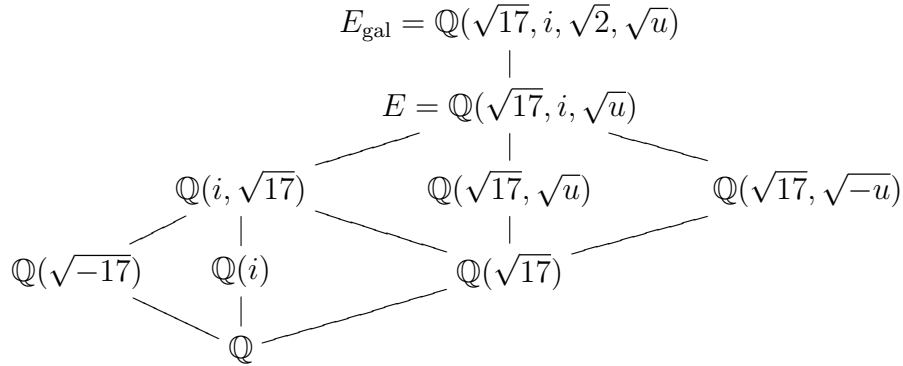 E_gal = ℚ(√17, i, √2, √u)
E = ℚ(√17, i, √u)
ℚ(i, √17) ℚ(√17, √u) ℚ(√17, √−u)
ℚ(√−17) ℚ(i) ℚ(√17)
ℚ